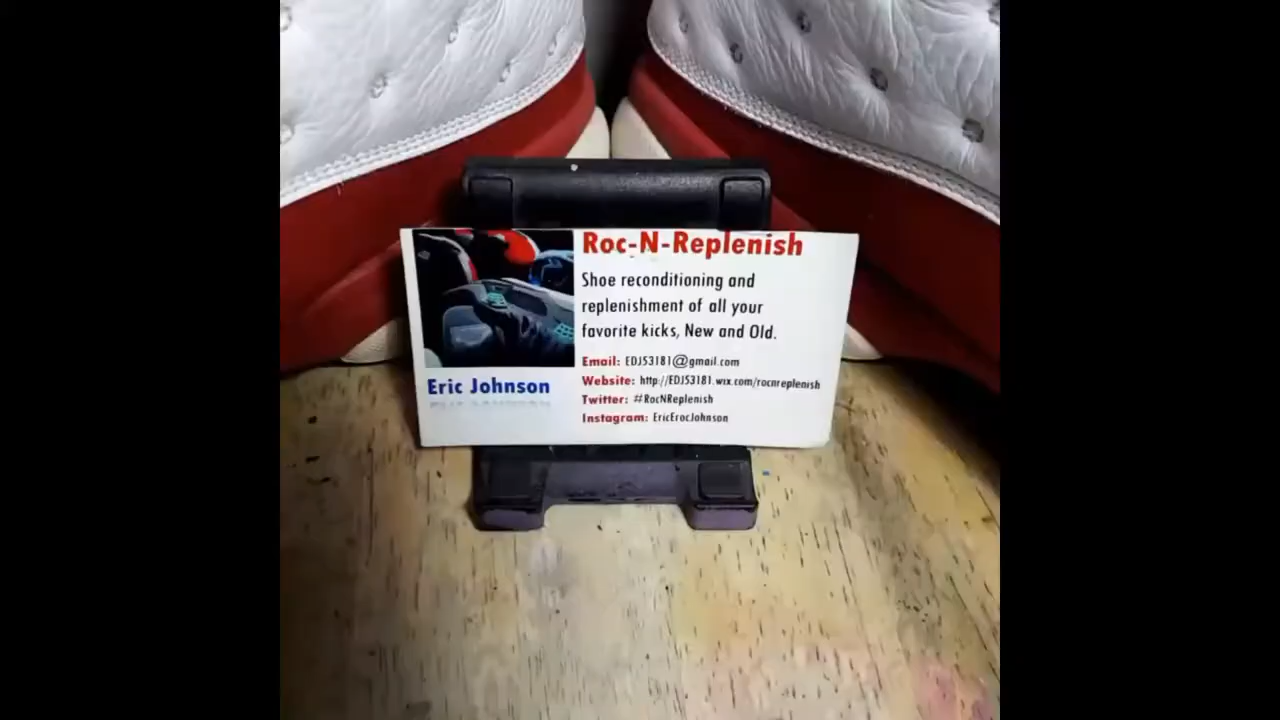 Roc-N-Replenish
Shoe reconditioning and
replenishment of all your
favorite kicks, New and Old.
Email: EDJ53181@gmail.com
Website: http://EDJ53181.wix.com/rocnreplenish
Twitter: #RocNReplenish
Instagram: EricErocJohnson
Eric Johnson